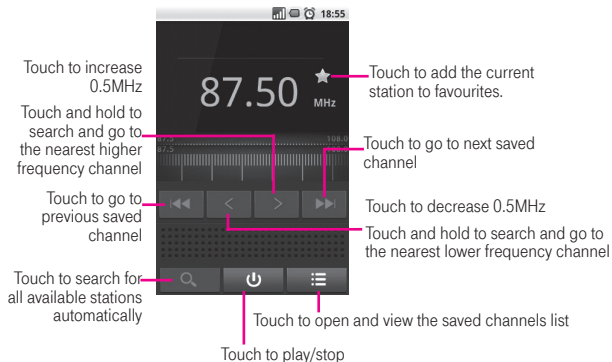 18:55
Touch to increase
0.5MHz
Touch and hold to
search and go to
the nearest higher
frequency channel
Touch to go to
previous saved
channel
Touch to search for
all available stations
automatically
87.50
MHz
87.5
108.0
87.5
Touch to add the current
station to favourites.
Touch to go to next saved
channel
Touch to decrease 0.5MHz
Touch and hold to search and go to
the nearest lower frequency channel
Touch to open and view the saved channels list
Touch to play/stop